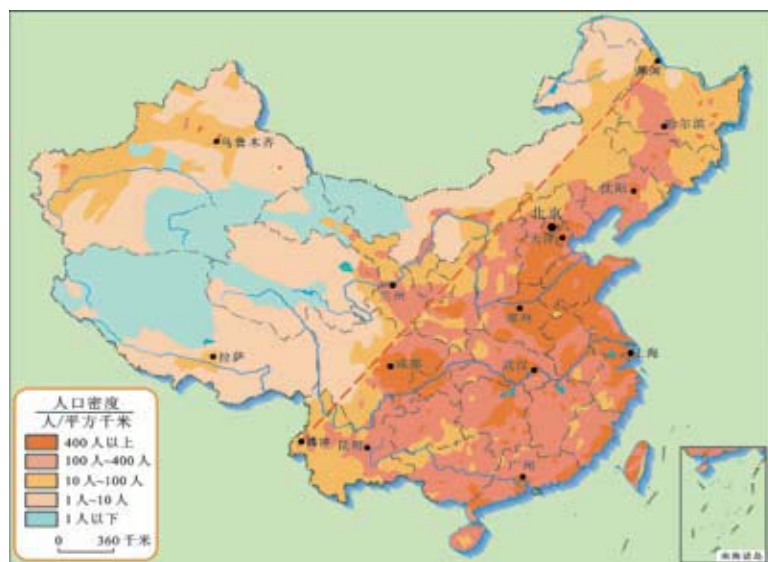 漠河
哈尔滨
乌鲁木齐
沈阳
北京
天津
兰州
郑州
拉萨
成都
武汉
上海
腾冲
昆明
广州
人口密度
人/平方千米
400人以上
100人~400人
10人~100人
1人~10人
1人以下
0 360千米
南海诸岛